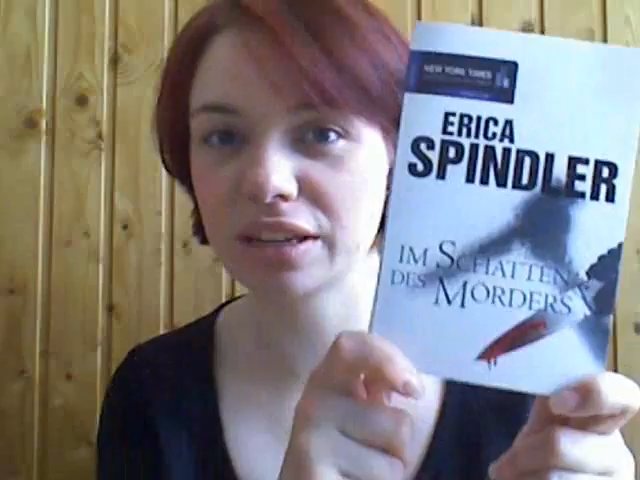 NEW YORK TIMES
ERICA
SPINDLER
IM SCHATTEN
DES MÖRDERS